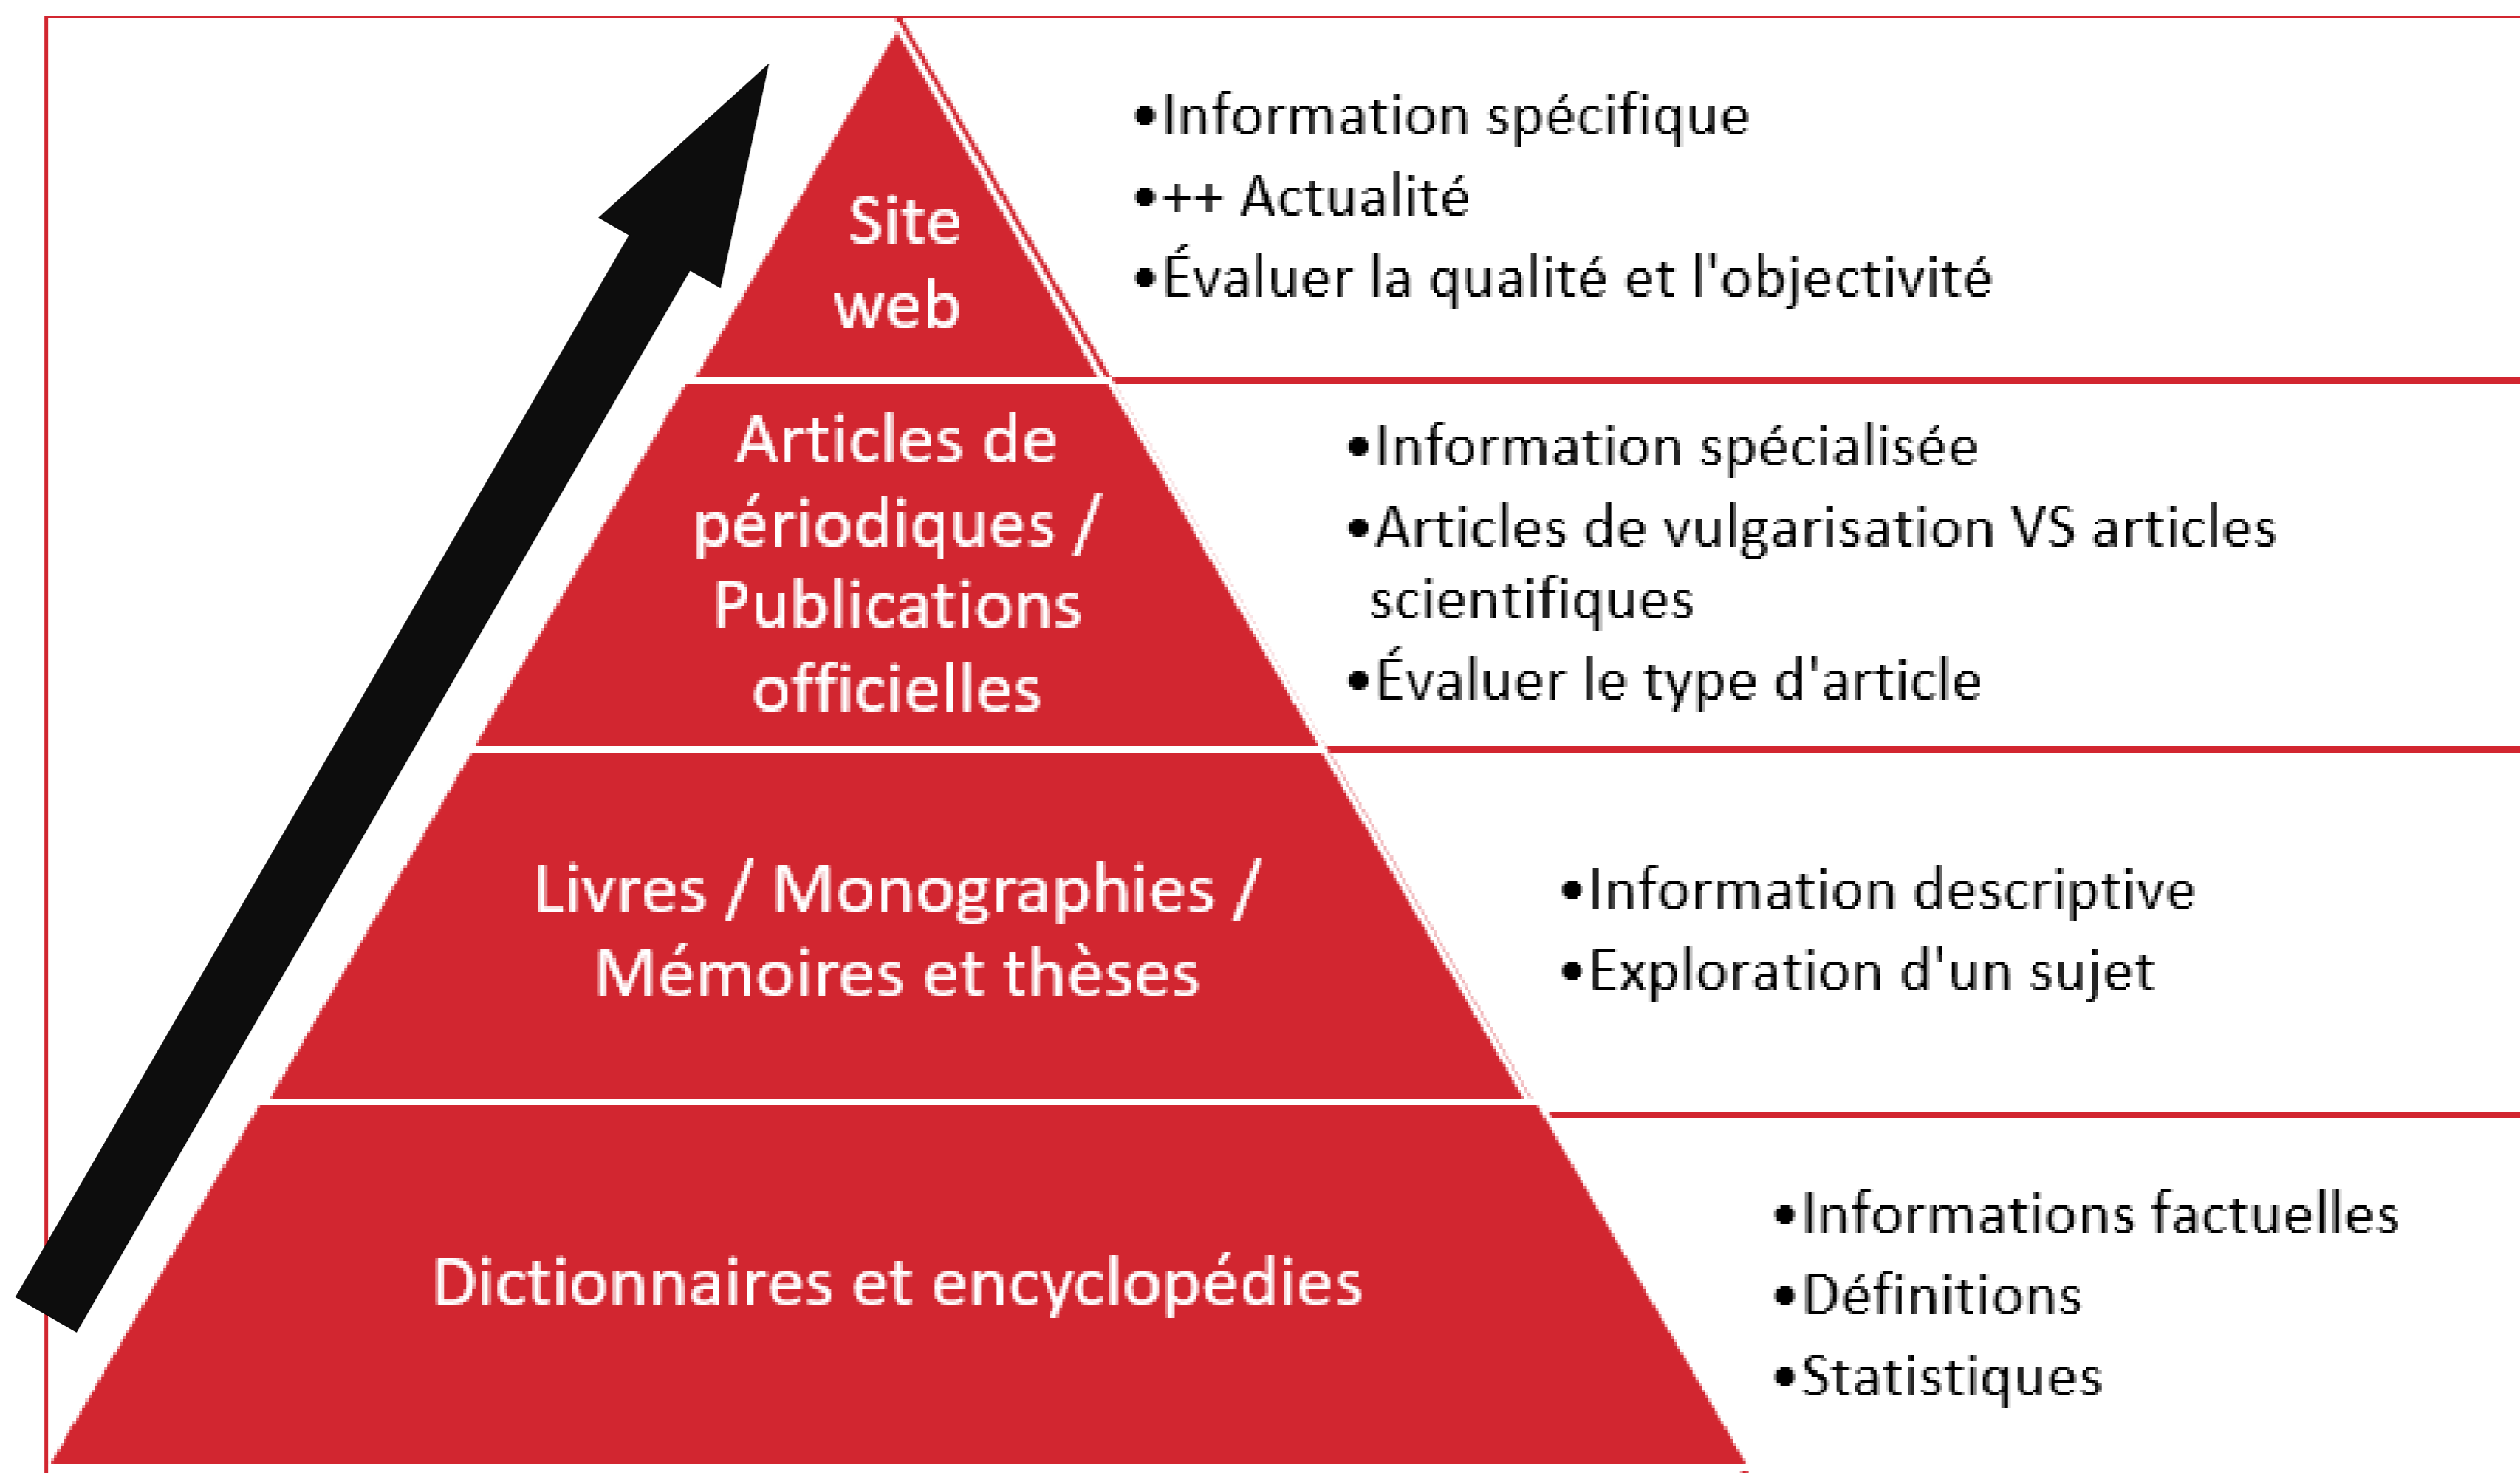 Site
web
•Information spécifique
•++ Actualité
•Évaluer la qualité et l'objectivité
Articles de
périodiques /
Publications
officielles
•Information spécialisée
•Articles de vulgarisation VS articles
scientifiques
•Évaluer le type d'article
Livres / Monographies /
Mémoires et thèses
•Information descriptive
•Exploration d'un sujet
Dictionnaires et encyclopédies
•Informations factuelles
•Définitions
•Statistiques